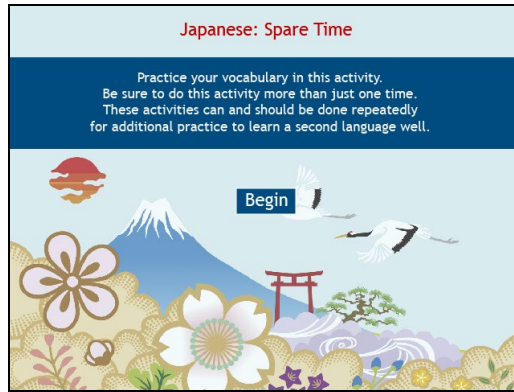 Japanese: Spare Time
Practice your vocabulary in this activity.
Be sure to do this activity more than just one time.
These activities can and should be done repeatedly
for additional practice to learn a second language well.
Begin